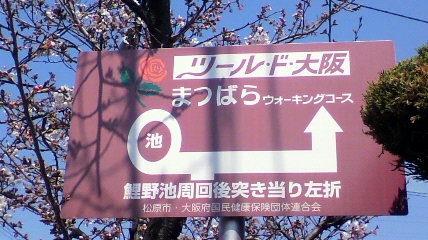 ツール・ド・大阪
まつばらウォーキングコース
池
鯉野池周回後突き当り左折
松原市・大阪府国民健康保険団体連合会